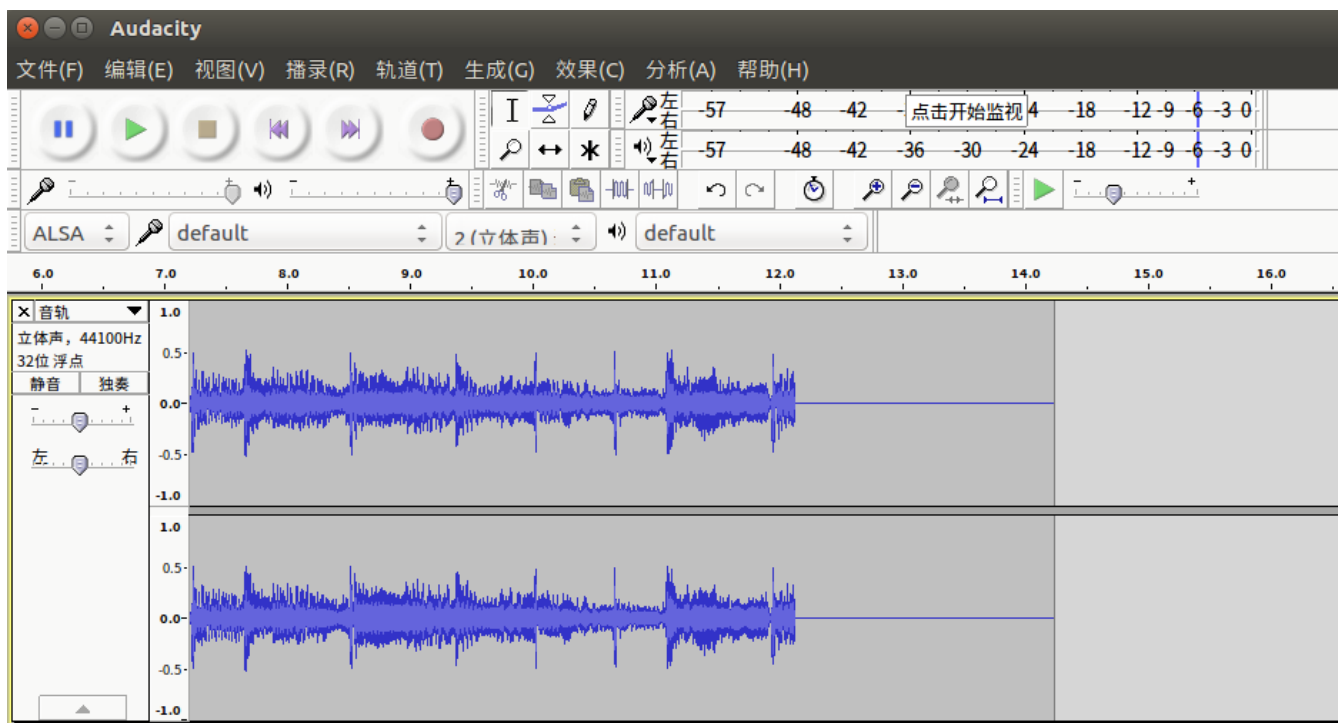 Audacity
文件(F) 编辑(E) 视图(V) 播录(R) 轨道(T) 生成(G) 效果(C) 分析(A) 帮助(H)
左 右 -57 -48 -42 点击开始监视 4 -18 -12 -9 -6 -3 0
左 右 -57 -48 -42 -36 -30 -24 -18 -12 -9 -6 -3 0
ALSA default 2 (立体声) : default
6.0 7.0 8.0 9.0 10.0 11.0 12.0 13.0 14.0 15.0 16.0
音轨
立体声，44100Hz
32位 浮点
静音 独奏
- +
左 右
1.0
0.5
0.0
-0.5
-1.0
1.0
0.5
0.0
-0.5
-1.0